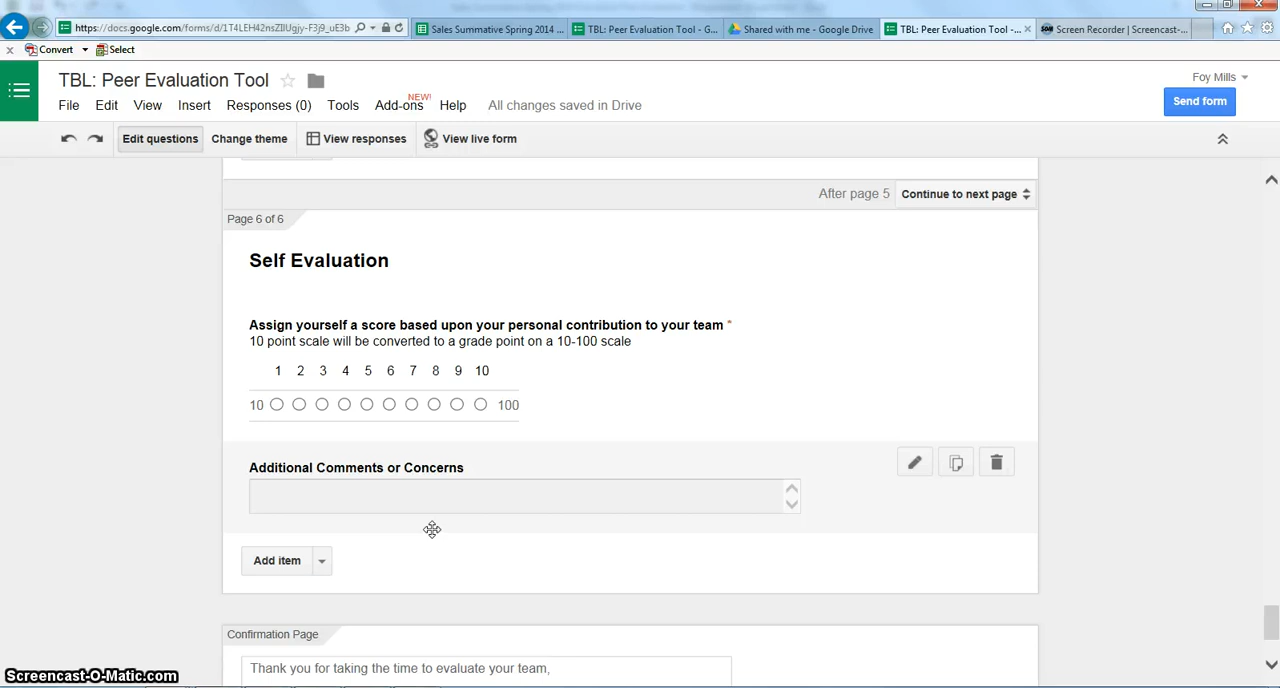 https://docs.google.com/forms/d/1T4LEH42nsZIlUgjy-F3j9_uE3b
Sales Summative Spring 2014 ...
TBL: Peer Evaluation Tool - G...
Shared with me - Google Drive
TBL: Peer Evaluation Tool -...
Screen Recorder | Screencast-...
x Convert Select
TBL: Peer Evaluation Tool
Foy Mills
File Edit View Insert Responses (0) Tools Add-ons NEW! Help All changes saved in Drive
Send form
Edit questions Change theme View responses View live form
After page 5 Continue to next page
Page 6 of 6
Self Evaluation
Assign yourself a score based upon your personal contribution to your team *
10 point scale will be converted to a grade point on a 10-100 scale
1 2 3 4 5 6 7 8 9 10
10 100
Additional Comments or Concerns
Add item
Confirmation Page
Thank you for taking the time to evaluate your team,
Screencast-O-Matic.com